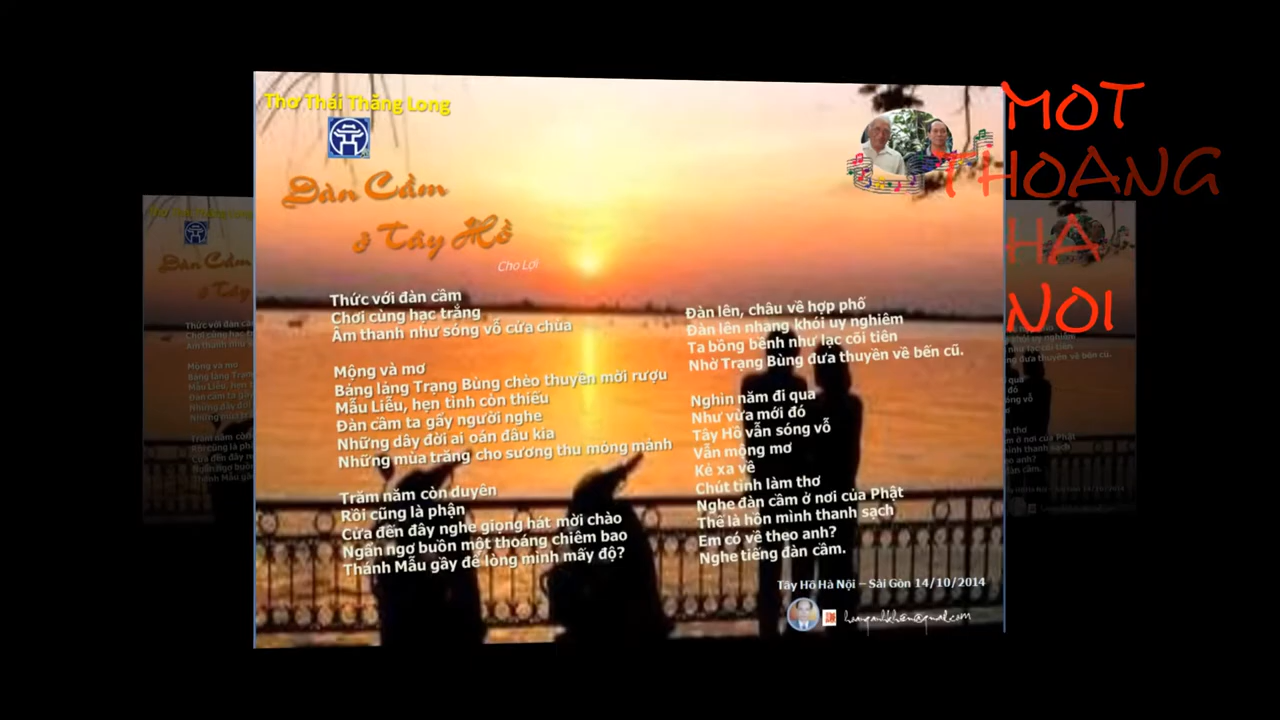 Thơ Thái Thăng Long
Đàn Cầm
ở Tây Hồ
Cho Lợi
Thức với đàn cầm
Chơi cùng hạc trắng
Âm thanh như sóng vỗ cửa chùa
Mộng và mơ
Bảng lảng Trạng Bùng chèo thuyền mời rượu
Mẫu Liễu, hẹn tình còn thiếu
Đàn cầm ta gẩy người nghe
Những dây đời ai oán đâu kia
Những mùa trăng cho sương thu mỏng mảnh
Trăm năm còn duyên
Rồi cũng là phận
Cửa đến đây nghe giọng hát mời chào
Ngẩn ngơ buồn một thoáng chiêm bao
Thánh Mẫu gầy để lòng mình mấy độ?
Đàn lên, châu về hợp phố
Đàn lên nhang khói uy nghiêm
Ta bồng bềnh như lạc cõi tiên
Nhờ Trạng Bùng đưa thuyền về bến cũ.
Nghìn năm đi qua
Như vừa mới đó
Tây Hồ vẫn sóng vỗ
Vẫn mộng mơ
Kẻ xa về
Chút tình làm thơ
Nghe đàn cầm ở nơi cửa Phật
Thế là hồn mình thanh sạch
Em có về theo anh?
Nghe tiếng đàn cầm.
Tây Hồ Hà Nội – Sài Gòn 14/10/2014
MOT
THOANG
HA
NOI